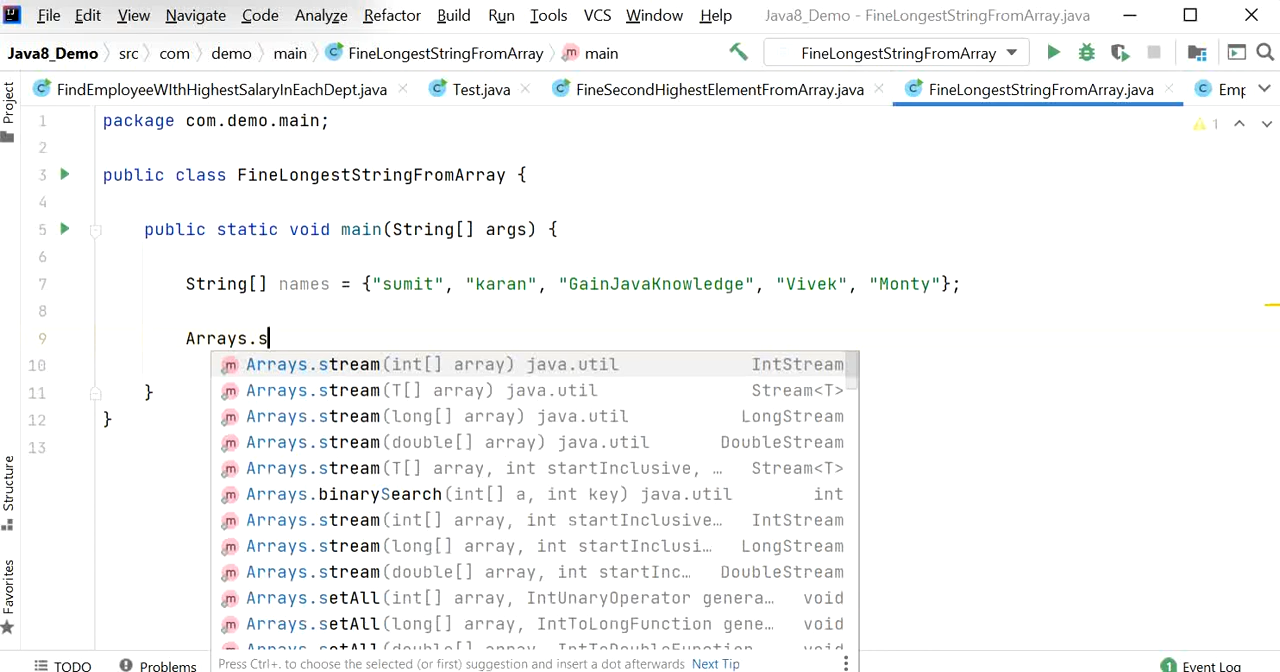 File Edit View Navigate Code Analyze Refactor Build Run Tools VCS Window Help Java8_Demo - FineLongestStringFromArray.java
Java8_Demo src com demo main FineLongestStringFromArray main FineLongestStringFromArray
Project
FindEmployeeWIthHighestSalaryInEachDept.java Test.java FineSecondHighestElementFromArray.java FineLongestStringFromArray.java Emp
1 package com.demo.main; 1
2
3 public class FineLongestStringFromArray {
4
5 public static void main(String[] args) {
6
7 String[] names = {"sumit", "karan", "GainJavaKnowledge", "Vivek", "Monty"};
8
9 Arrays.s
10
11 }
12 }
13
Arrays.stream(int[] array) java.util IntStream
Arrays.stream(T[] array) java.util Stream<T>
Arrays.stream(long[] array) java.util LongStream
Arrays.stream(double[] array) java.util DoubleStream
Arrays.stream(T[] array, int startInclusive, … Stream<T>
Arrays.binarySearch(int[] a, int key) java.util int
Arrays.stream(int[] array, int startInclusive… IntStream
Arrays.stream(long[] array, int startInclusi… LongStream
Arrays.stream(double[] array, int startInc… DoubleStream
Arrays.setAll(int[] array, IntUnaryOperator genera… void
Arrays.setAll(long[] array, IntToLongFunction gene… void
Arrays.setAll(double[] array, IntToDoubleFunction void
Press Ctrl+. to choose the selected (or first) suggestion and insert a dot afterwards Next Tip
Structure
Favorites
TODO Problems 1 Event Log